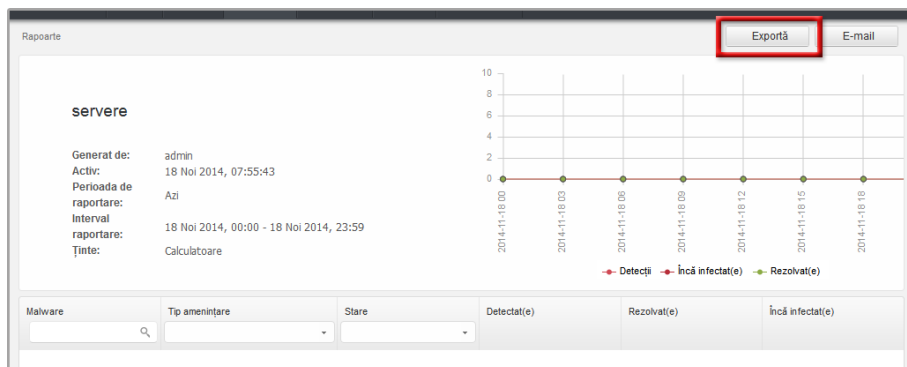 Rapoarte
Exportă
E-mail
servere
Generat de: admin
Activ: 18 Noi 2014, 07:55:43
Perioada de raportare: Azi
Interval raportare: 18 Noi 2014, 00:00 - 18 Noi 2014, 23:59
Ținte: Calculatoare
10
8
6
4
2
0
2014-11-18 00
2014-11-18 03
2014-11-18 06
2014-11-18 09
2014-11-18 12
2014-11-18 15
2014-11-18 18
Detecții Încă infectat(e) Rezolvat(e)
Malware Tip amenințare Stare Detectat(e) Rezolvat(e) Încă infectat(e)